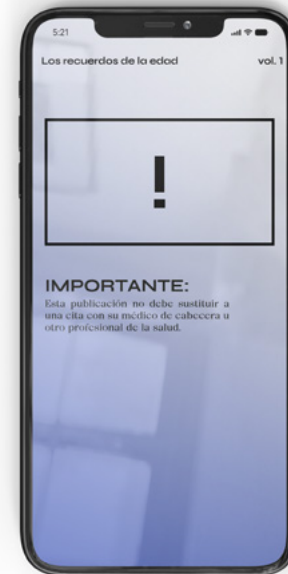 5:21
Los recuerdos de la edad vol. 1
!
IMPORTANTE:
Esta publicación no debe sustituir a
una cita con su médico de cabecera u
otro profesional de la salud.